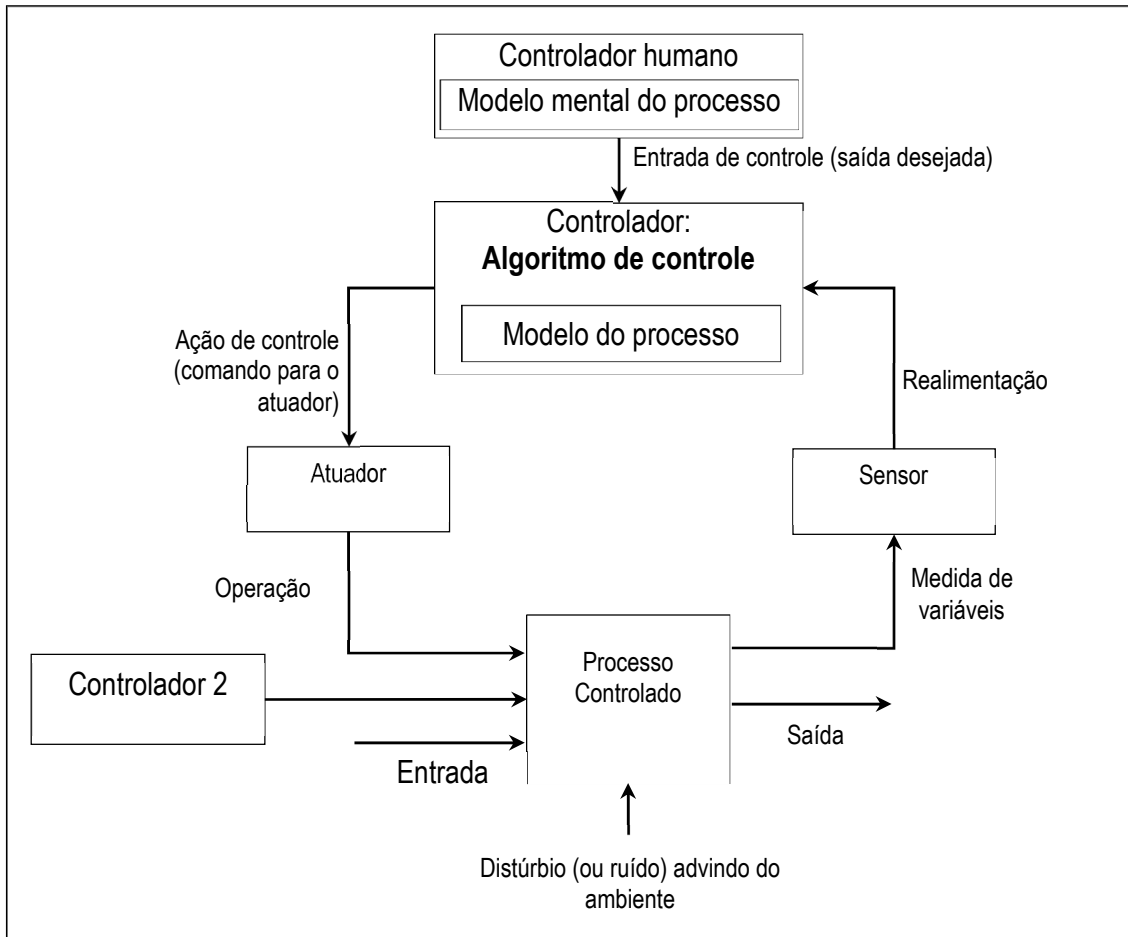 Controlador humano
Modelo mental do processo
Entrada de controle (saída desejada)
Controlador:
Algoritmo de controle
Modelo do processo
Ação de controle
(comando para o
atuador)
Realimentação
Atuador
Sensor
Operação
Medida de
variáveis
Processo
Controlado
Controlador 2
Saída
Entrada
Distúrbio (ou ruído) advindo do
ambiente